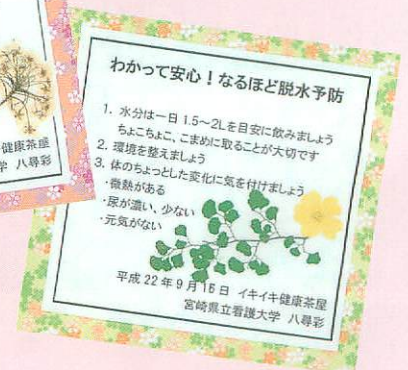 健康茶屋
学 八尋彩
わかって安心！なるほど脱水予防
1. 水分は一日 1.5～2Lを目安に飲みましょう
ちょこちょこ、こまめに取ることが大切です
2. 環境を整えましょう
3. 体のちょっとした変化に気を付けましょう
・微熱がある
・尿が濃い、少ない
・元気がない
平成 22 年 9 月 16 日 イキイキ健康茶屋
宮崎県立看護大学 八尋彩